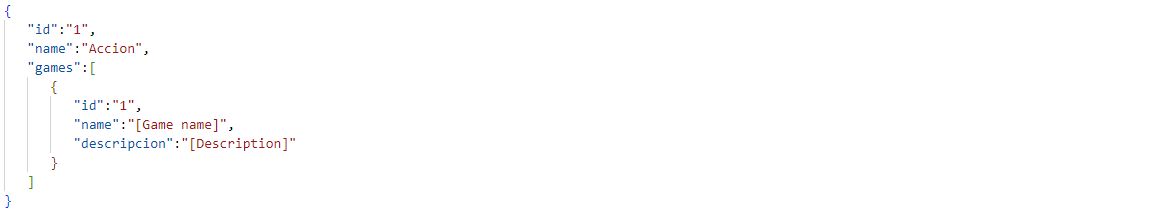 {
"id":"1",
"name":"Accion",
"games":[
{
"id":"1",
"name":"[Game name]",
"descripcion":"[Description]"
}
]
}